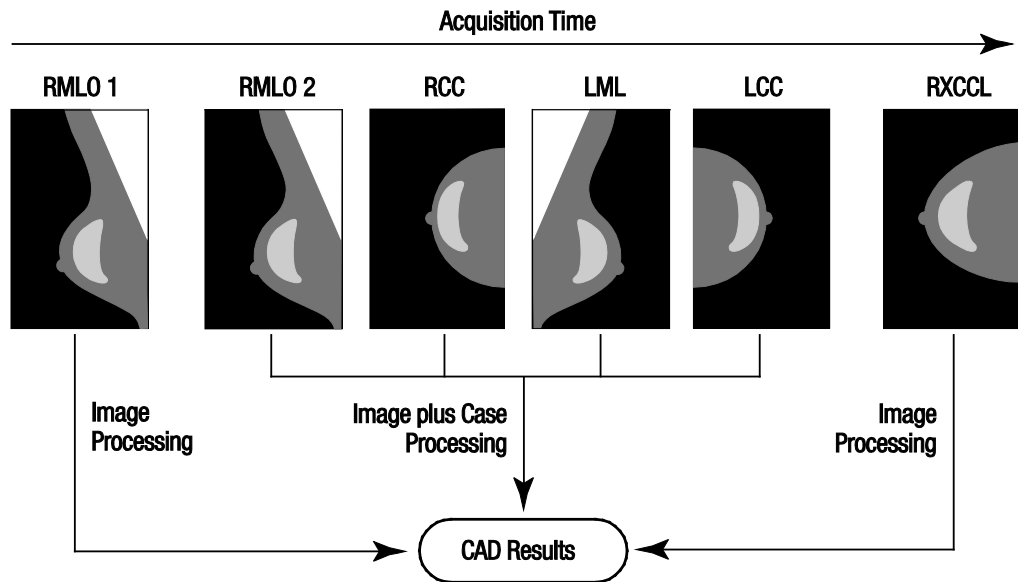 Acquisition Time
RMLO 1
RMLO 2
RCC
LML
LCC
RXCCL
Image
Processing
Image plus Case
Processing
Image
Processing
CAD Results